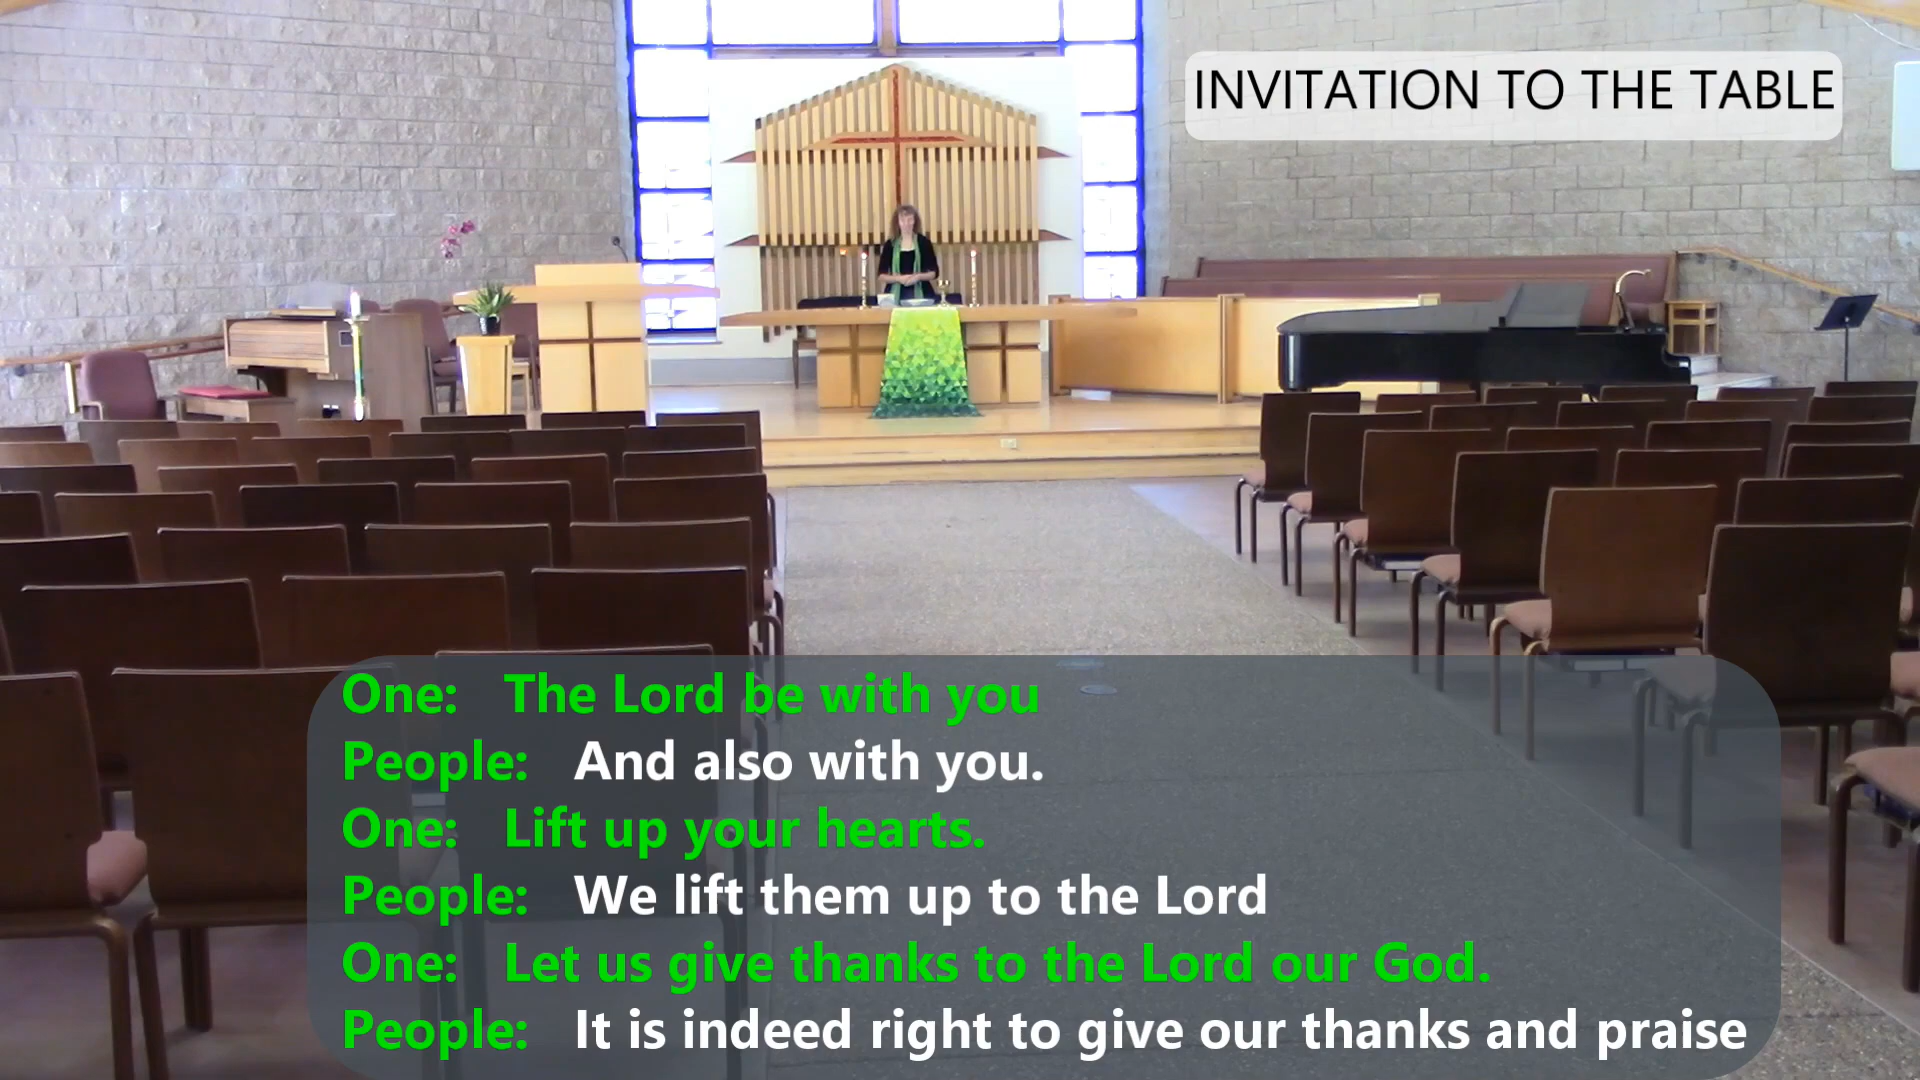 INVITATION TO THE TABLE
One: The Lord be with you
People: And also with you.
One: Lift up your hearts.
People: We lift them up to the Lord
One: Let us give thanks to the Lord our God.
People: It is indeed right to give our thanks and praise